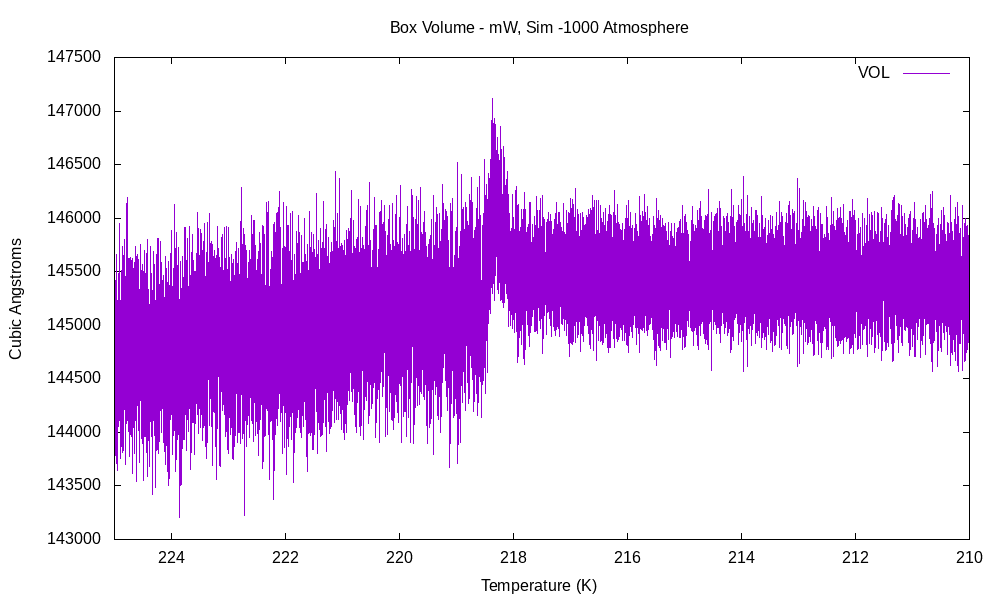 Box Volume - mW, Sim -1000 Atmosphere
VOL
147500
147000
146500
146000
145500
145000
144500
144000
143500
143000
Cubic Angstroms
224 222 220 218 216 214 212 210
Temperature (K)